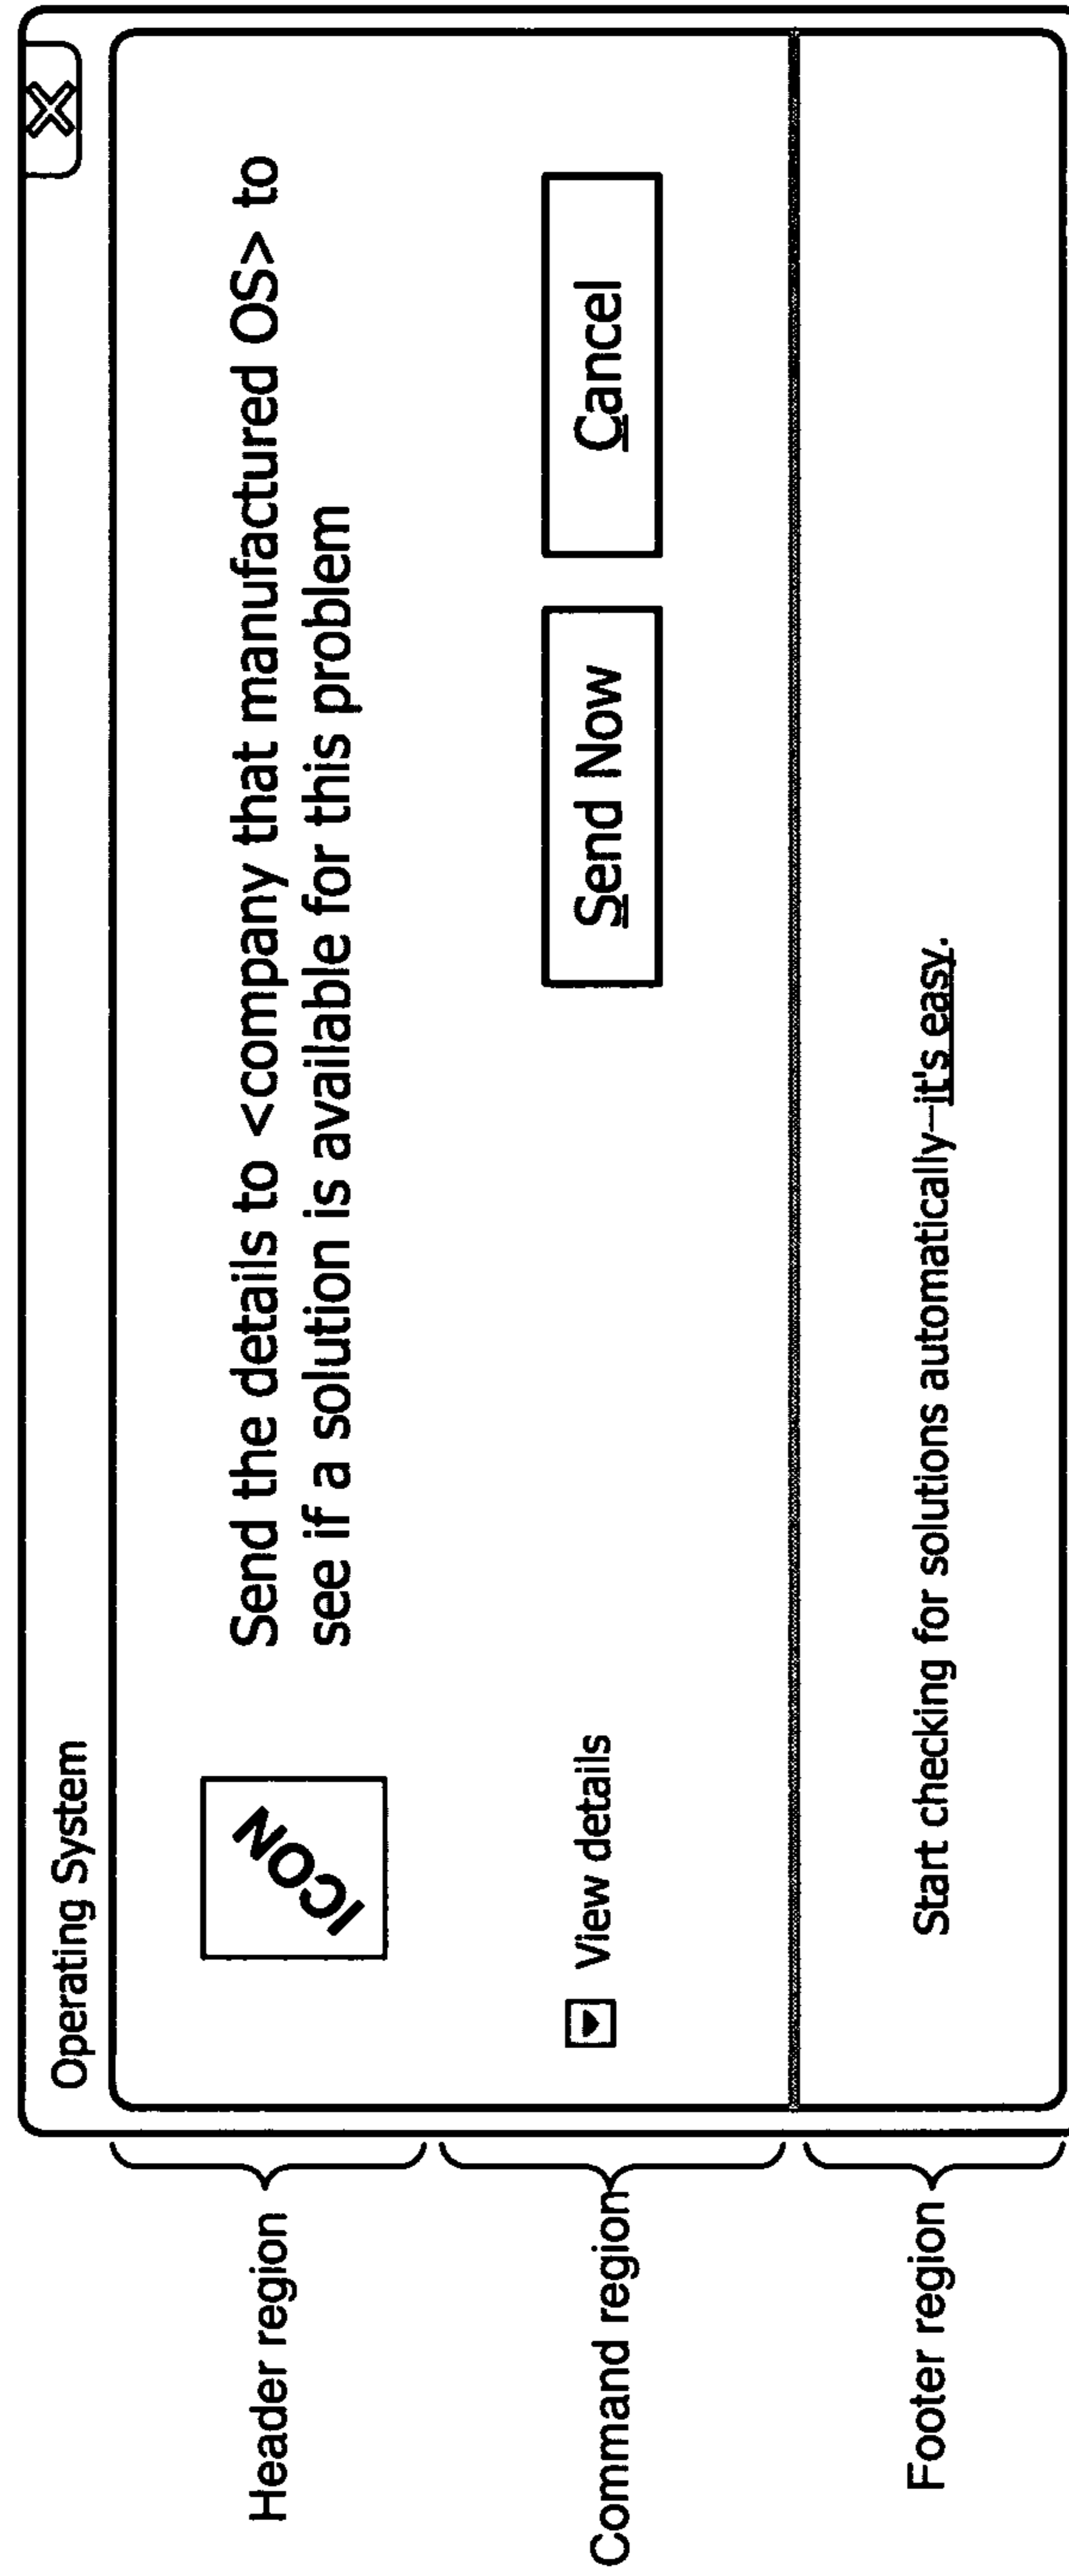 Operating System
X
Header region
ICON
Send the details to <company that manufactured OS> to
see if a solution is available for this problem
Command region
View details
Send Now
Cancel
Footer region
Start checking for solutions automatically–it's easy.